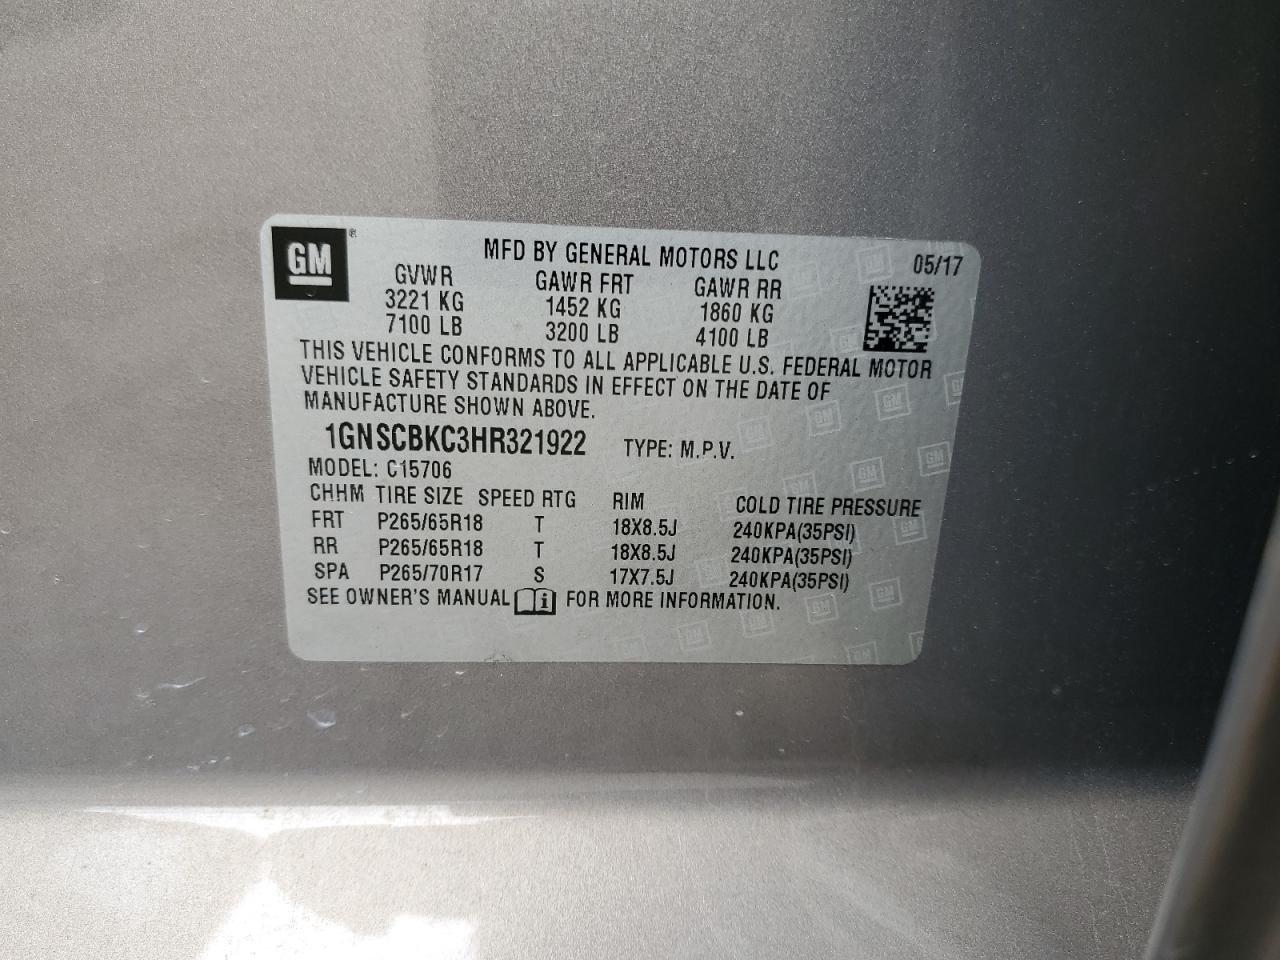 GM ®
MFD BY GENERAL MOTORS LLC 05/17
GVWR GAWR FRT GAWR RR
3221 KG 1452 KG 1860 KG
7100 LB 3200 LB 4100 LB
THIS VEHICLE CONFORMS TO ALL APPLICABLE U.S. FEDERAL MOTOR
VEHICLE SAFETY STANDARDS IN EFFECT ON THE DATE OF
MANUFACTURE SHOWN ABOVE.
1GNSCBKC3HR321922 TYPE: M.P.V.
MODEL: C15706
CHHM TIRE SIZE SPEED RTG RIM COLD TIRE PRESSURE
FRT P265/65R18 T 18X8.5J 240KPA(35PSI)
RR P265/65R18 T 18X8.5J 240KPA(35PSI)
SPA P265/70R17 S 17X7.5J 240KPA(35PSI)
SEE OWNER'S MANUAL i FOR MORE INFORMATION.